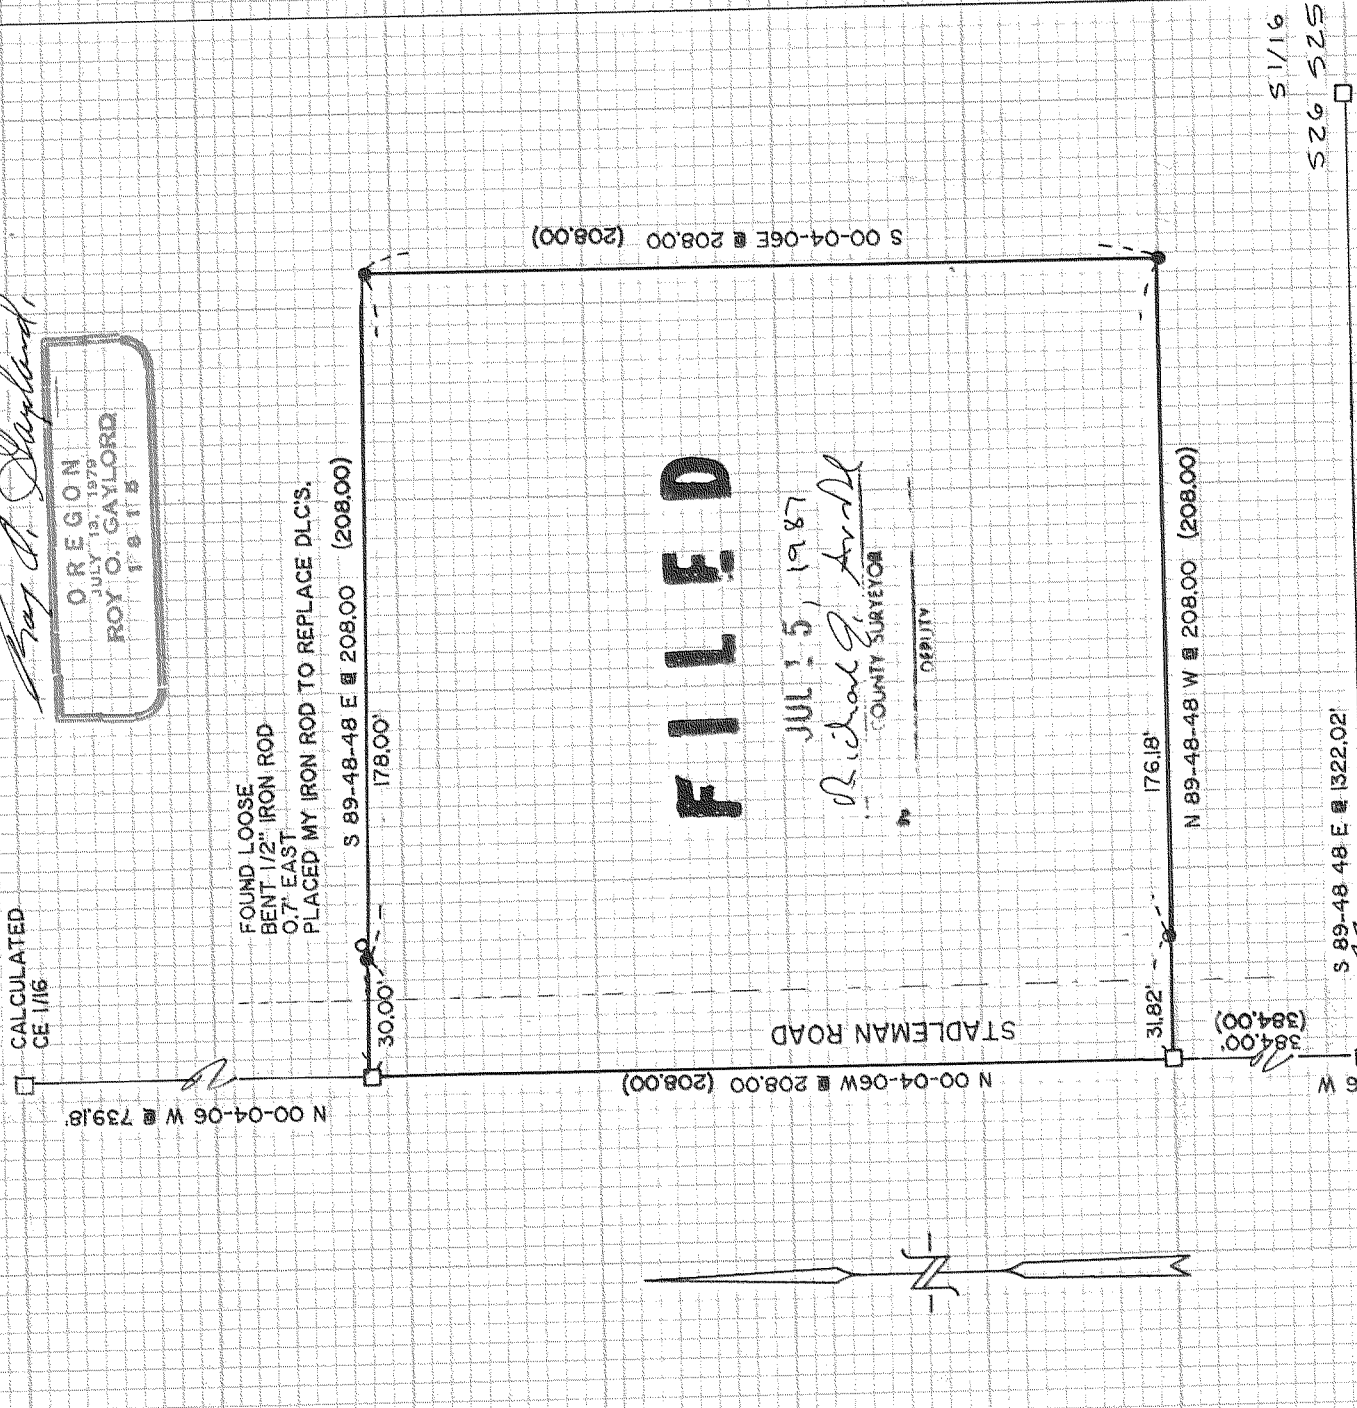 S 1/16
S26 S25
Roy O. Gaylord
OREGON
JULY 13, 1979
ROY O. GAYLORD
1815
CALCULATED
CE 1/16
N 00-04-06 W @ 739.18'
FOUND LOOSE
BENT 1/2" IRON ROD
0.7' EAST
PLACED MY IRON ROD TO REPLACE DLC'S.
S 89-48-48 E @ 208.00 (208.00)
30.00'
178.00'
S 00-04-06E @ 208.00 (208.00)
FILED
JUL 15, 1987
COUNTY SURVEYOR
DEPUTY
STADLEMAN ROAD
N 00-04-06W @ 208.00 (208.00)
31.82'
176.18'
N 89-48-48 W @ 208.00 (208.00)
384.00'
(384.00)
S 89-48 48 E @ 1322.02'
6 W